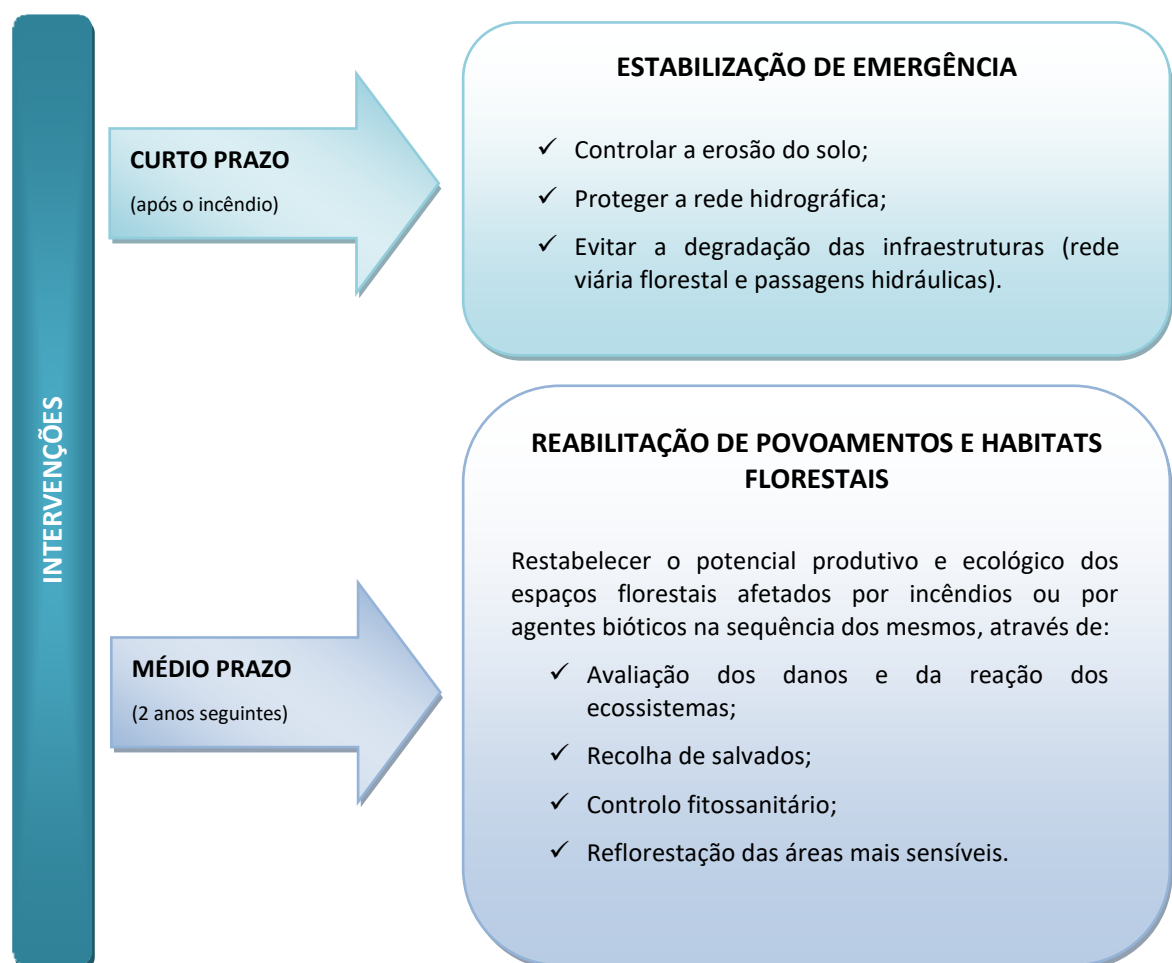 INTERVENÇÕES
CURTO PRAZO
(após o incêndio)
ESTABILIZAÇÃO DE EMERGÊNCIA
✓ Controlar a erosão do solo;
✓ Proteger a rede hidrográfica;
✓ Evitar a degradação das infraestruturas (rede
viária florestal e passagens hidráulicas).
MÉDIO PRAZO
(2 anos seguintes)
REABILITAÇÃO DE POVOAMENTOS E HABITATS
FLORESTAIS
Restabelecer o potencial produtivo e ecológico dos
espaços florestais afetados por incêndios ou por
agentes bióticos na sequência dos mesmos, através de:
✓ Avaliação dos danos e da reação dos
ecossistemas;
✓ Recolha de salvados;
✓ Controlo fitossanitário;
✓ Reflorestação das áreas mais sensíveis.